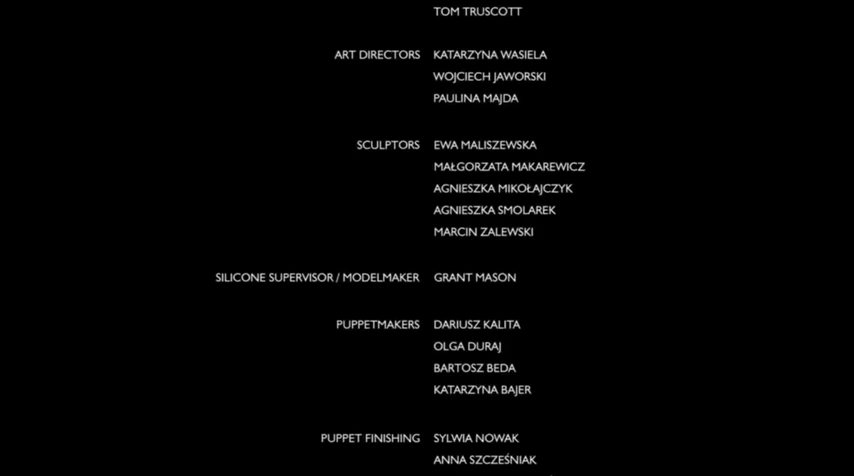 TOM TRUSCOTT
ART DIRECTORS KATARZYNA WASIELA
WOJCIECH JAWORSKI
PAULINA MAJDA
SCULPTORS EWA MALISZEWSKA
MAŁGORZATA MAKAREWICZ
AGNIESZKA MIKOŁAJCZYK
AGNIESZKA SMOLAREK
MARCIN ZALEWSKI
SILICONE SUPERVISOR / MODELMAKER GRANT MASON
PUPPETMAKERS DARIUSZ KALITA
OLGA DURAJ
BARTOSZ BEDA
KATARZYNA BAJER
PUPPET FINISHING SYLWIA NOWAK
ANNA SZCZEŚNIAK